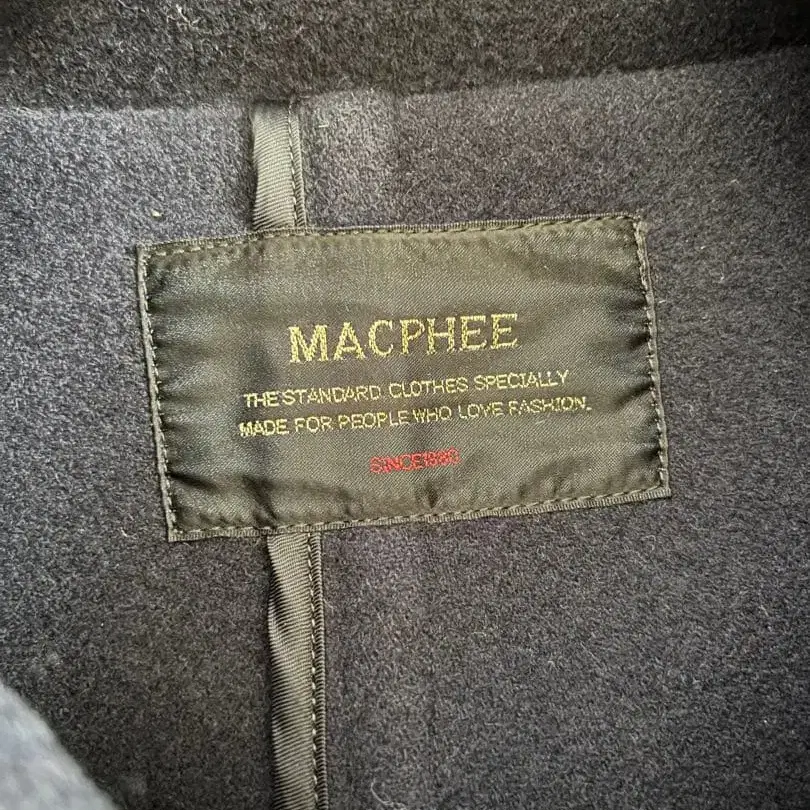 MACPHEE
THE STANDARD CLOTHES SPECIALLY
MADE FOR PEOPLE WHO LOVE FASHION.
SINCE1980